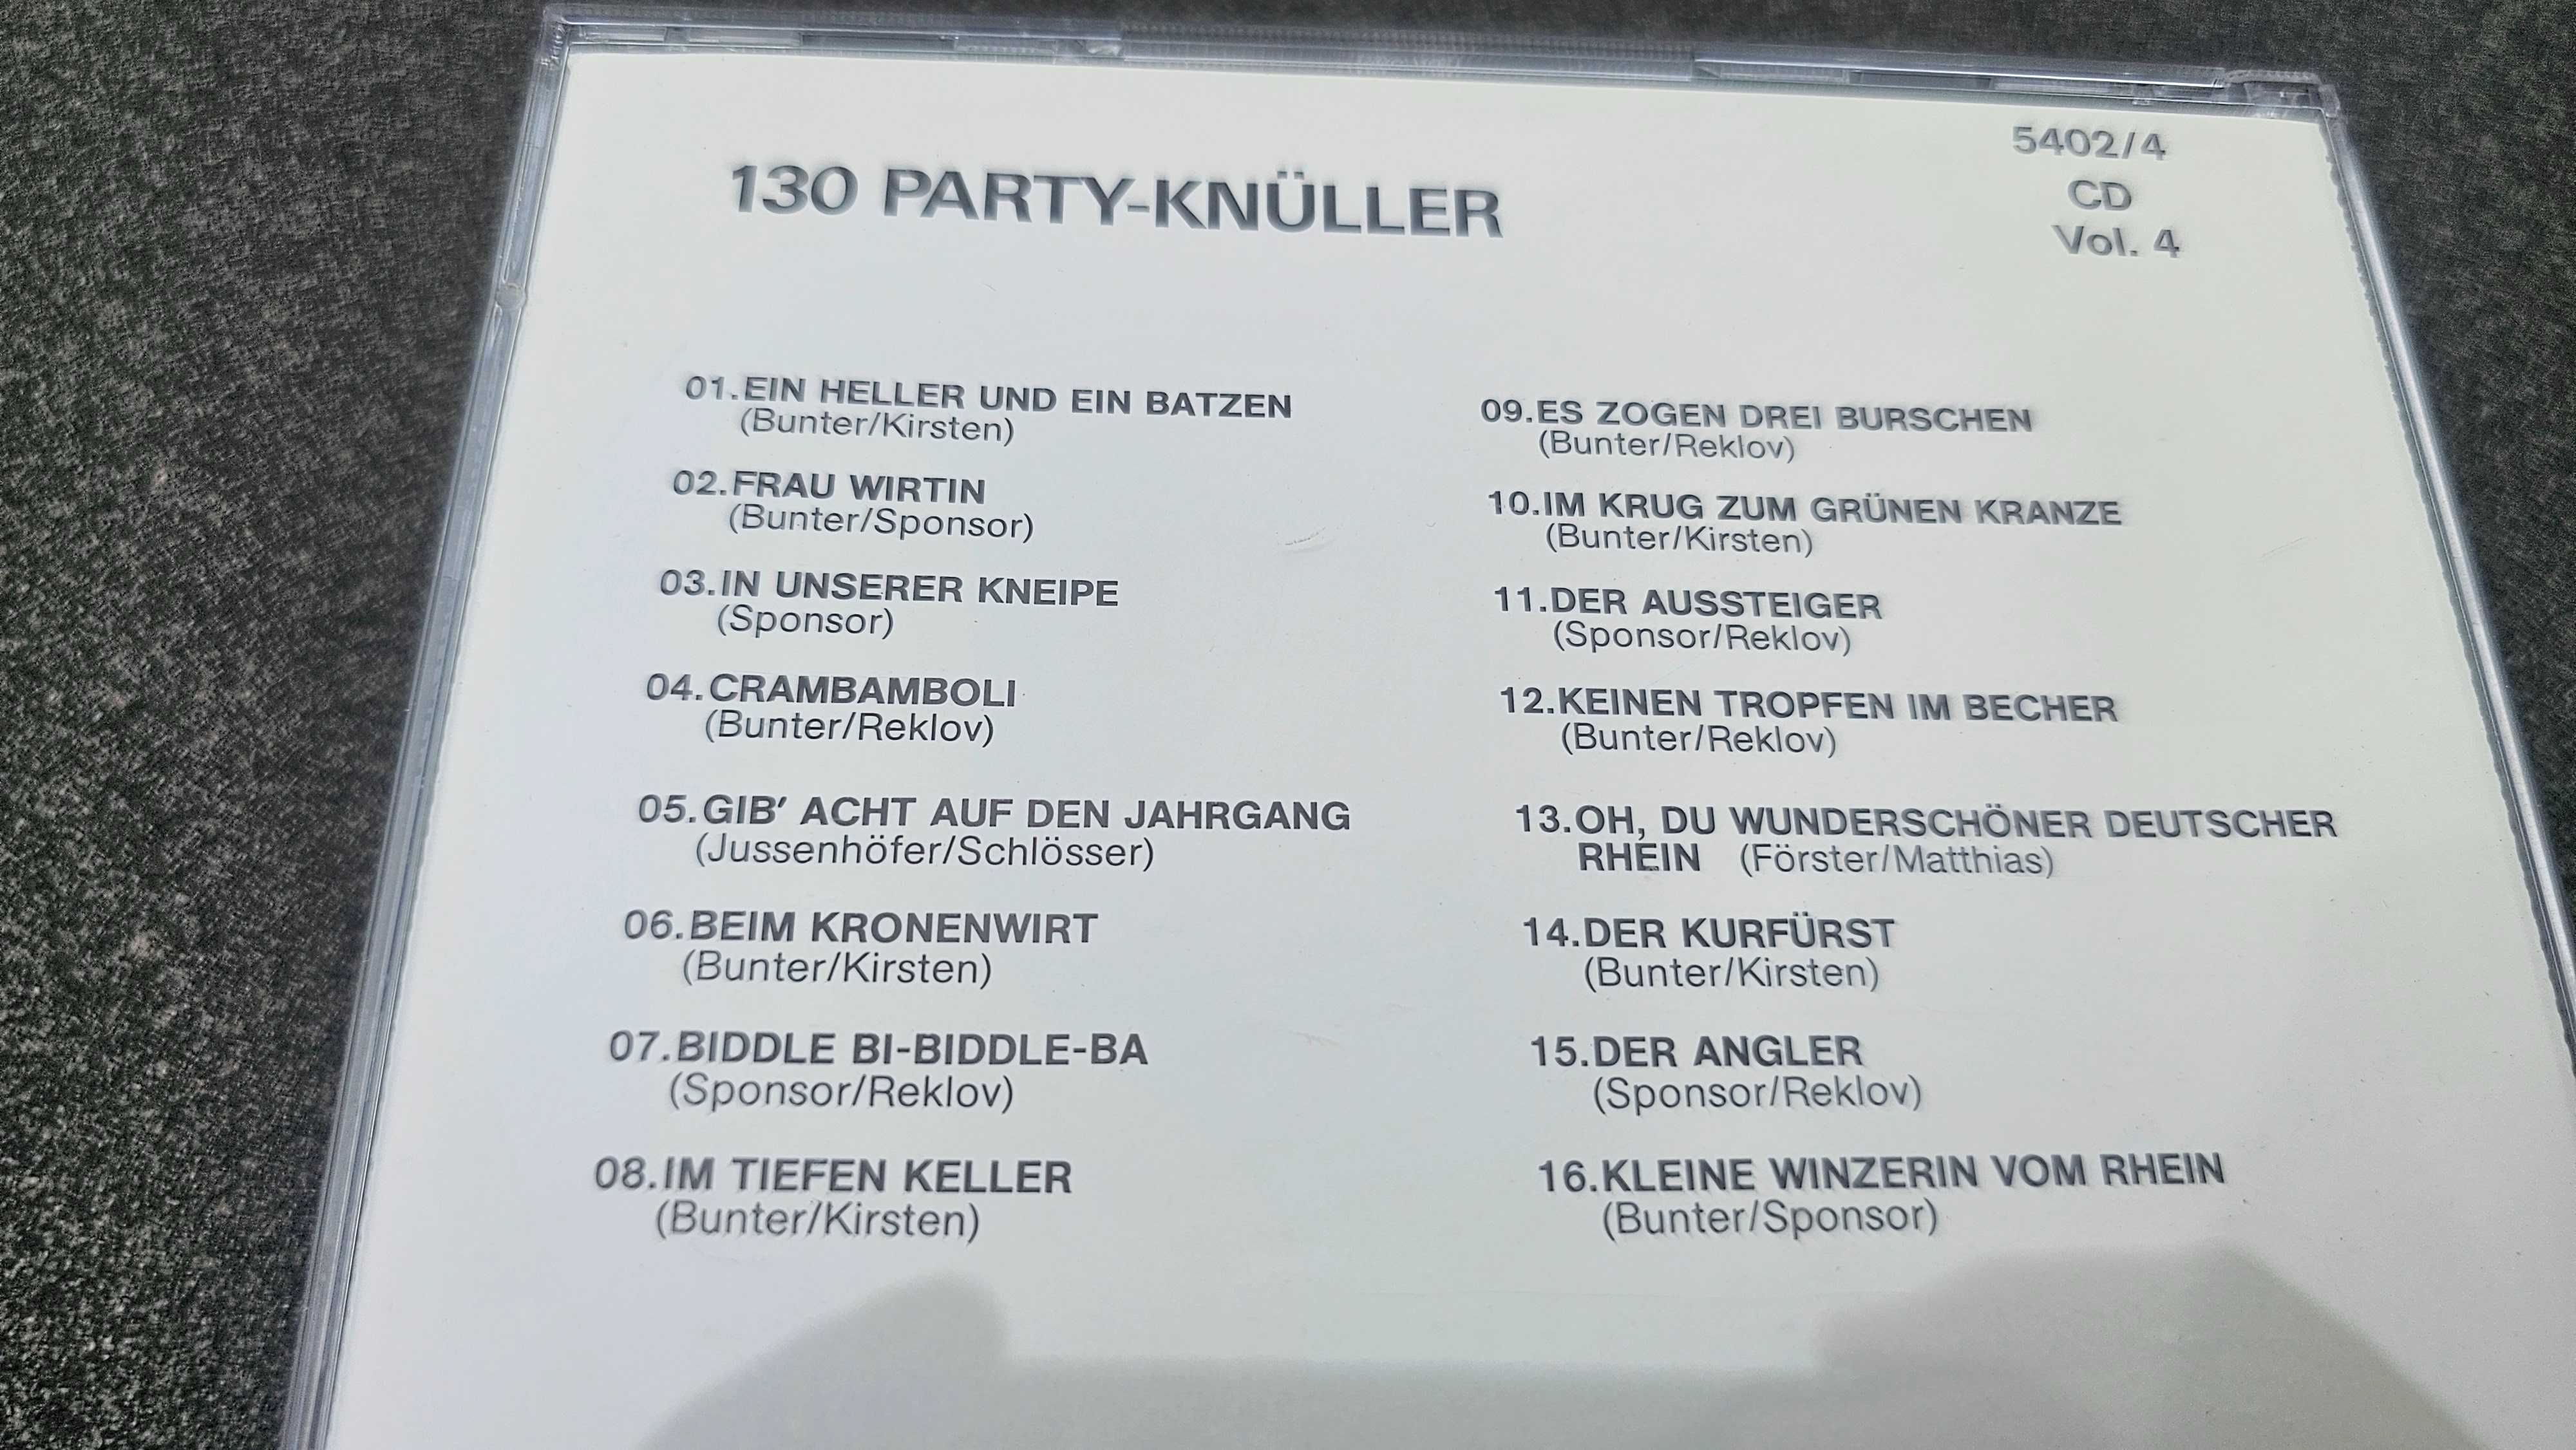 130 PARTY-KNÜLLER
5402/4
CD
Vol. 4
01. EIN HELLER UND EIN BATZEN
(Bunter/Kirsten)
02. FRAU WIRTIN
(Bunter/Sponsor)
03. IN UNSERER KNEIPE
(Sponsor)
04. CRAMBAMBOLI
(Bunter/Reklov)
05. GIB' ACHT AUF DEN JAHRGANG
(Jussenhöfer/Schlösser)
06. BEIM KRONENWIRT
(Bunter/Kirsten)
07. BIDDLE BI-BIDDLE-BA
(Sponsor/Reklov)
08. IM TIEFEN KELLER
(Bunter/Kirsten)
09. ES ZOGEN DREI BURSCHEN
(Bunter/Reklov)
10. IM KRUG ZUM GRÜNEN KRANZE
(Bunter/Kirsten)
11. DER AUSSTEIGER
(Sponsor/Reklov)
12. KEINEN TROPFEN IM BECHER
(Bunter/Reklov)
13. OH, DU WUNDERSCHÖNER DEUTSCHER
RHEIN (Förster/Matthias)
14. DER KURFÜRST
(Bunter/Kirsten)
15. DER ANGLER
(Sponsor/Reklov)
16. KLEINE WINZERIN VOM RHEIN
(Bunter/Sponsor)